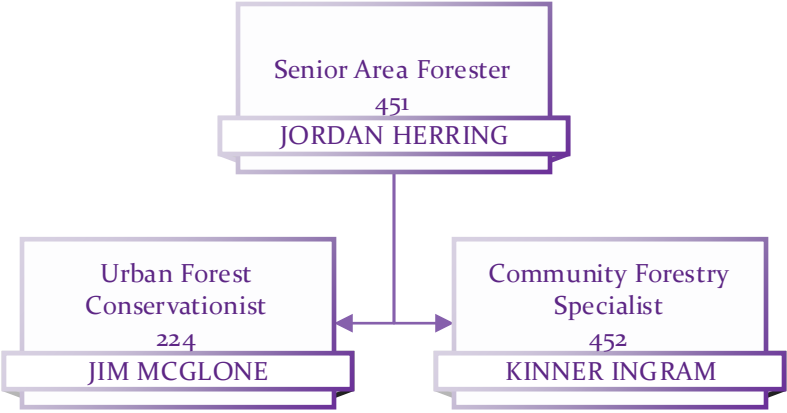 Senior Area Forester
451
JORDAN HERRING
Urban Forest
Conservationist
224
JIM MCGLONE
Community Forestry
Specialist
452
KINNER INGRAM